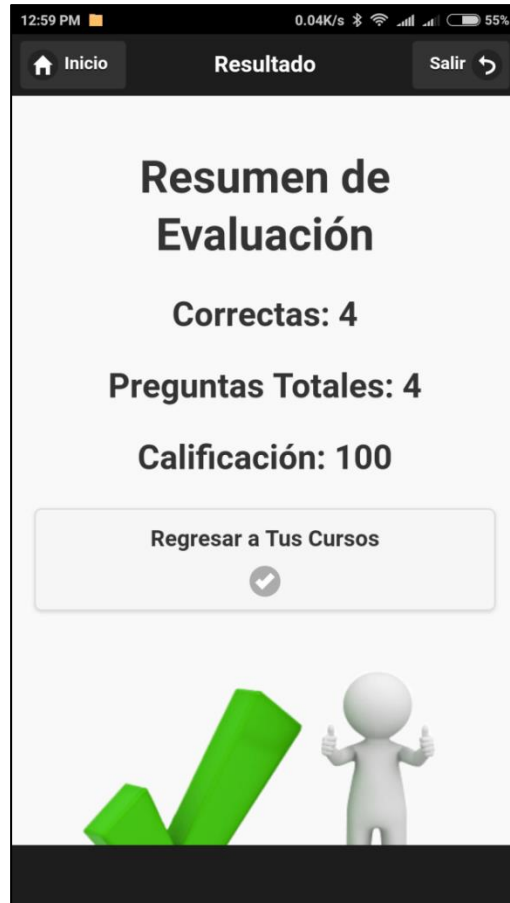 12:59 PM 0.04K/s 55%
Inicio Resultado Salir
Resumen de
Evaluación
Correctas: 4
Preguntas Totales: 4
Calificación: 100
Regresar a Tus Cursos